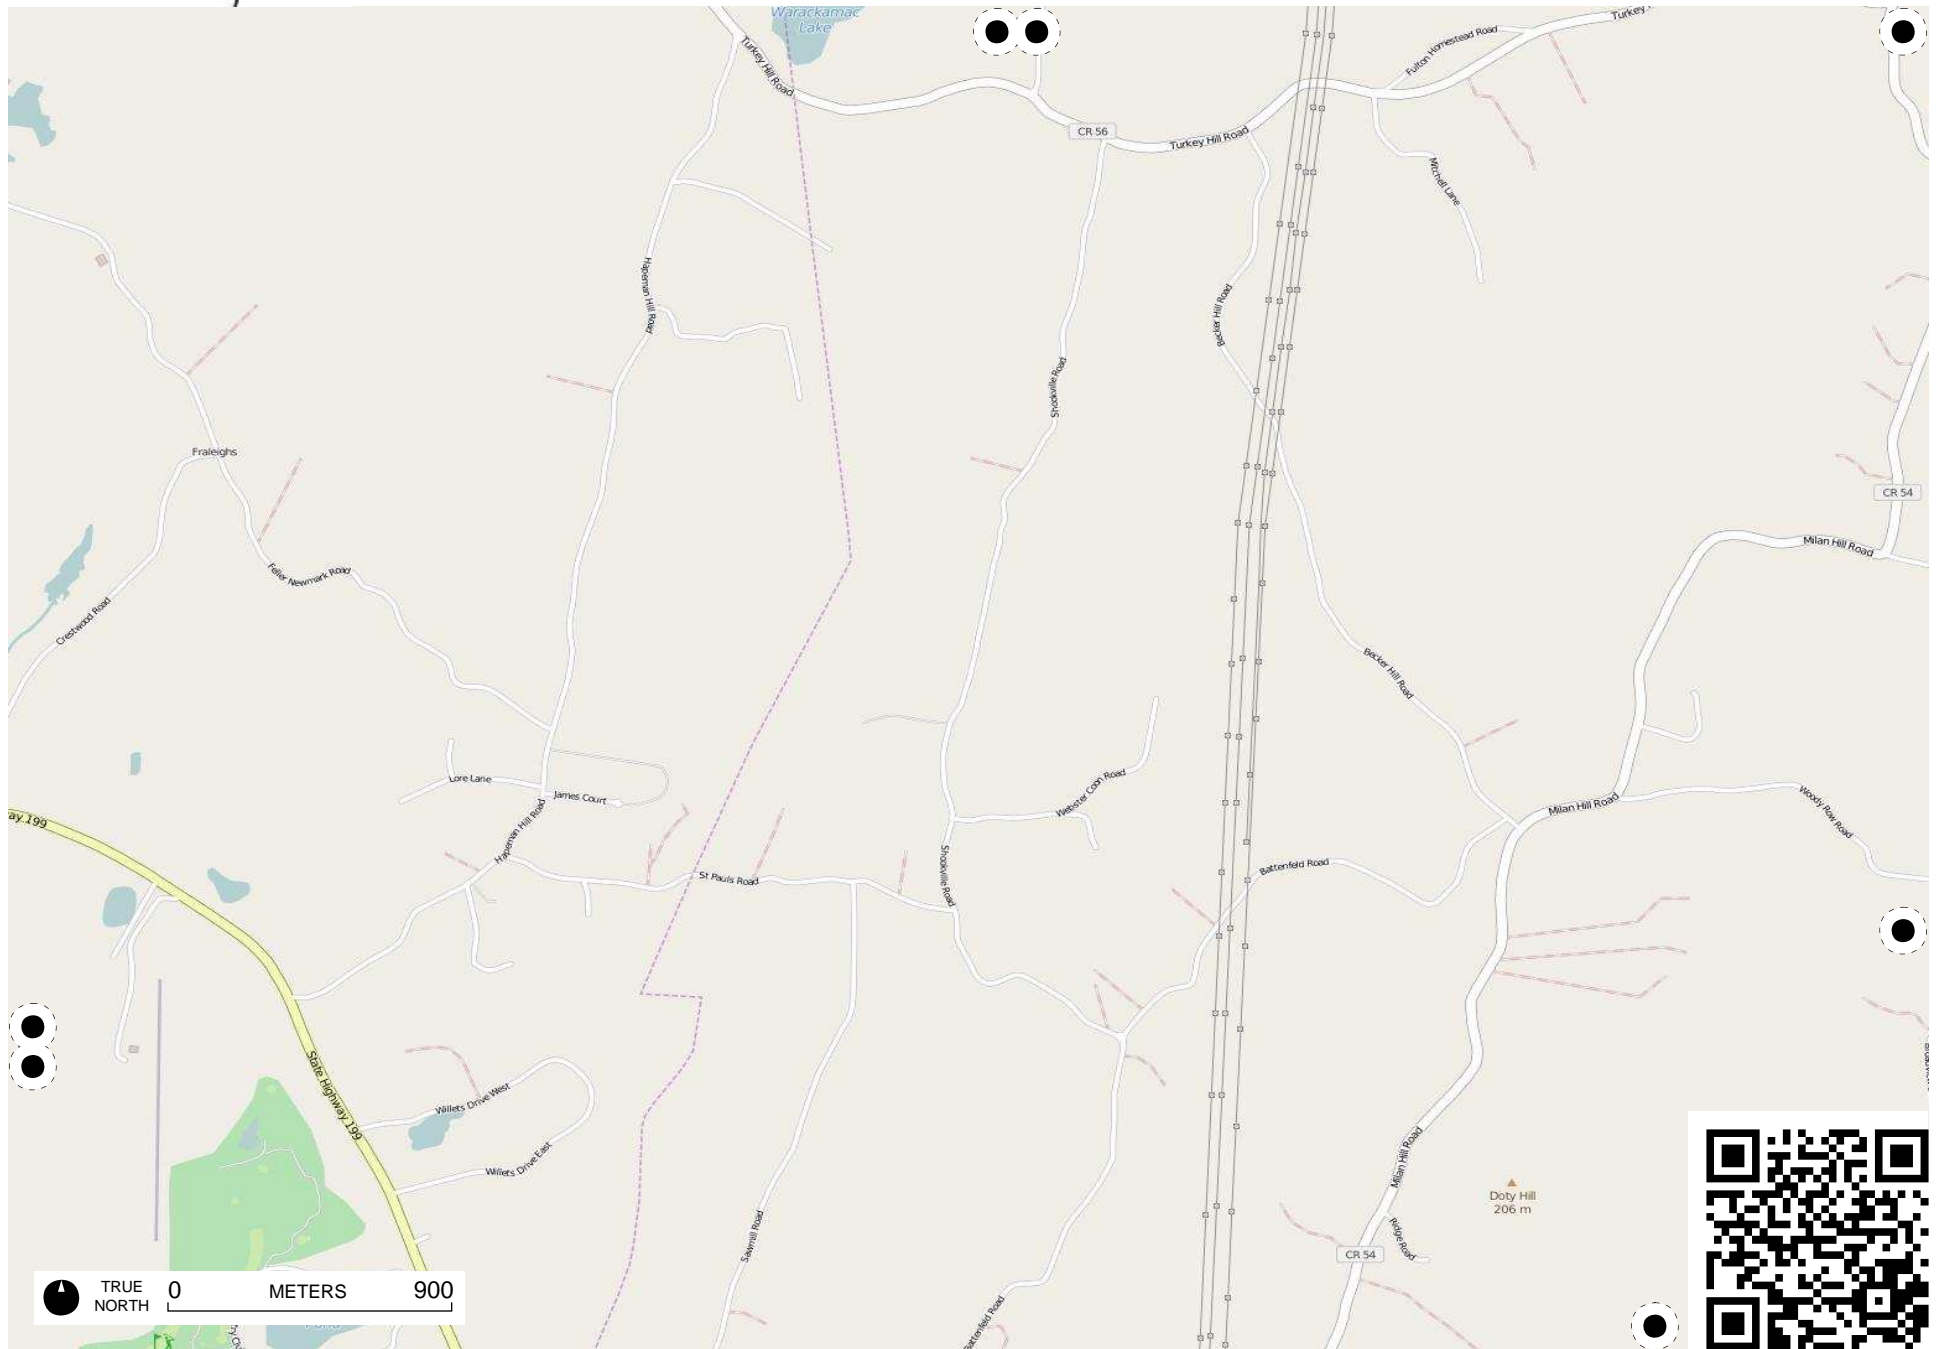 Warackamac
Lake
Turkey Hill Road
Fulton Homestead Road
CR 56
Turkey Hill Road
Mitchell Lane
Hapeman Hill Road
Becker Hill Road
Shookville Road
Fraleighs
CR 54
Milan Hill Road
Feller Newmark Road
Crestwood Road
Becker Hill Road
Lore Lane
James Court
Webster Coon Road
Hapeman Hill Road
Milan Hill Road
Woody Row Road
ay 199
St Pauls Road
Shookville Road
Battenfeld Road
State Highway 199
Willets Drive West
Willets Drive East
Milan Hill Road
Doty Hill
206 m
Sawmill Road
Ridge Road
CR 54
TRUE
NORTH
0 METERS 900
Battenfeld Road